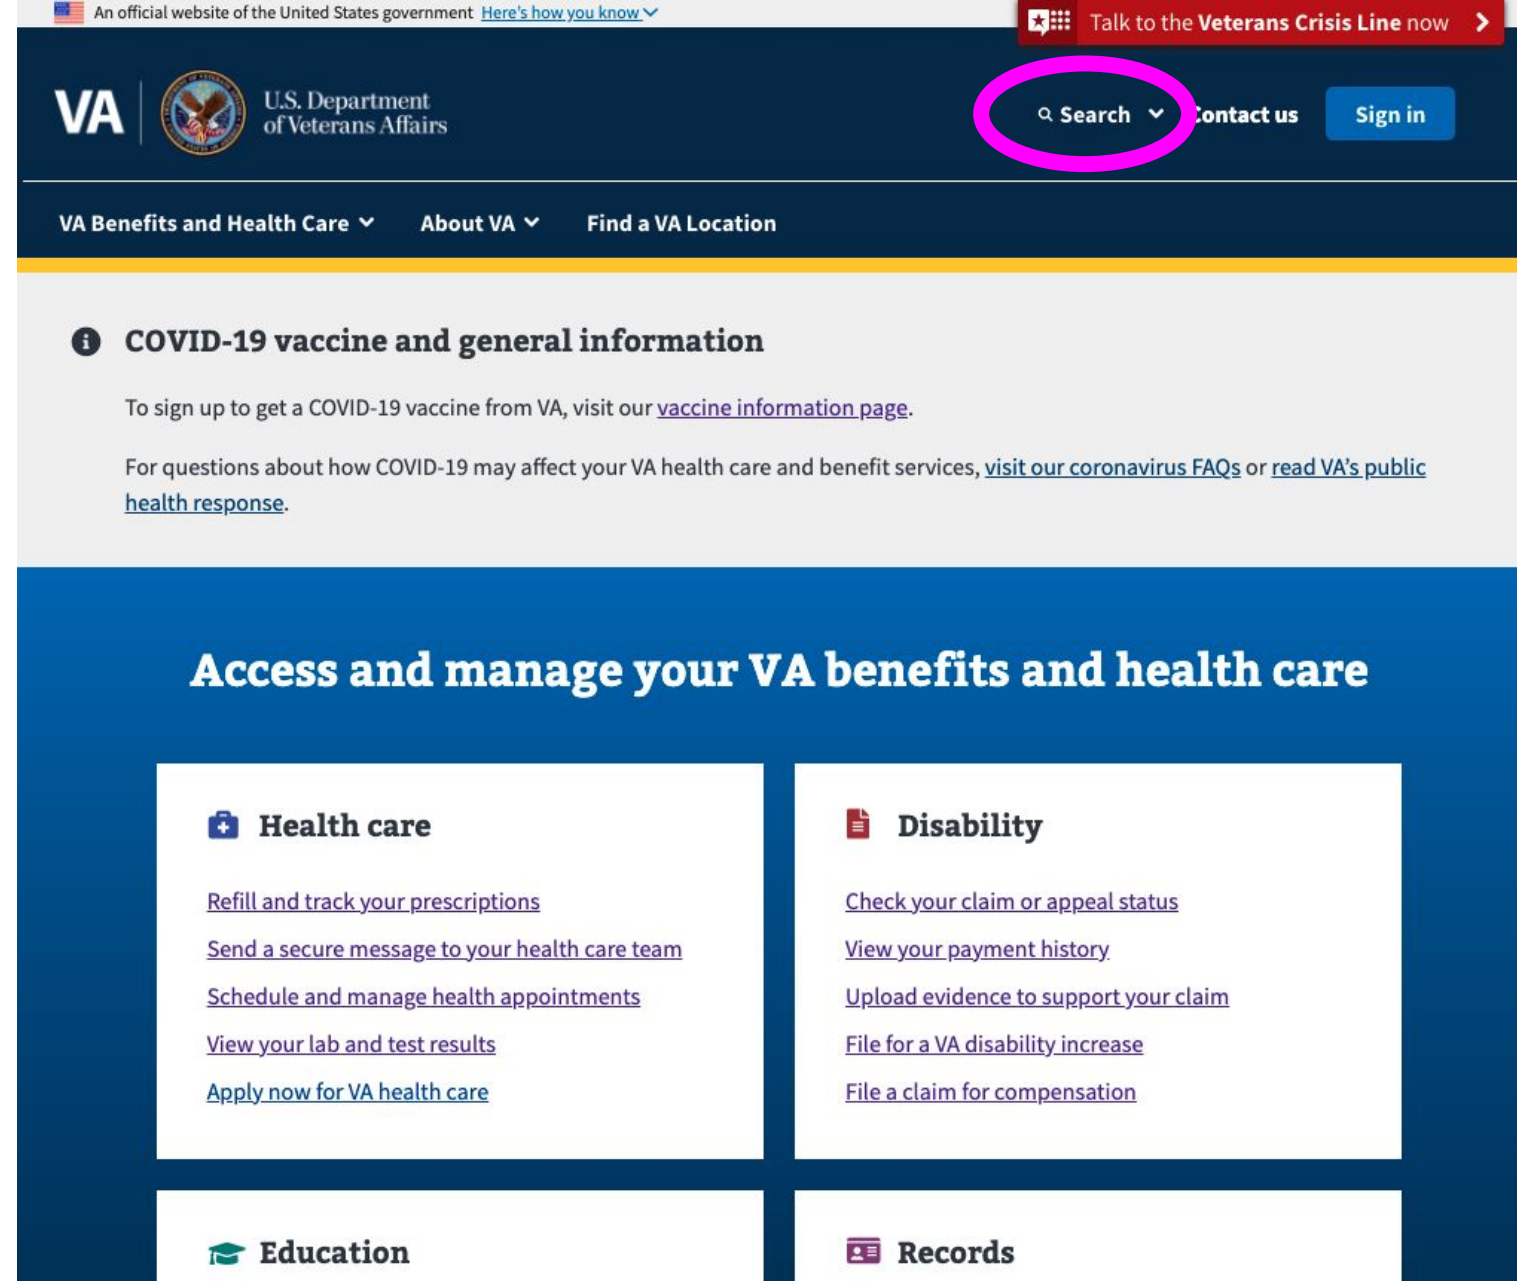 An official website of the United States government Here's how you know
Talk to the Veterans Crisis Line now
VA
U.S. Department
of Veterans Affairs
Search
Contact us
Sign in
VA Benefits and Health Care
About VA
Find a VA Location
COVID-19 vaccine and general information
To sign up to get a COVID-19 vaccine from VA, visit our vaccine information page.
For questions about how COVID-19 may affect your VA health care and benefit services, visit our coronavirus FAQs or read VA's public
health response.
Access and manage your VA benefits and health care
Health care
Refill and track your prescriptions
Send a secure message to your health care team
Schedule and manage health appointments
View your lab and test results
Apply now for VA health care
Disability
Check your claim or appeal status
View your payment history
Upload evidence to support your claim
File for a VA disability increase
File a claim for compensation
Education
Records